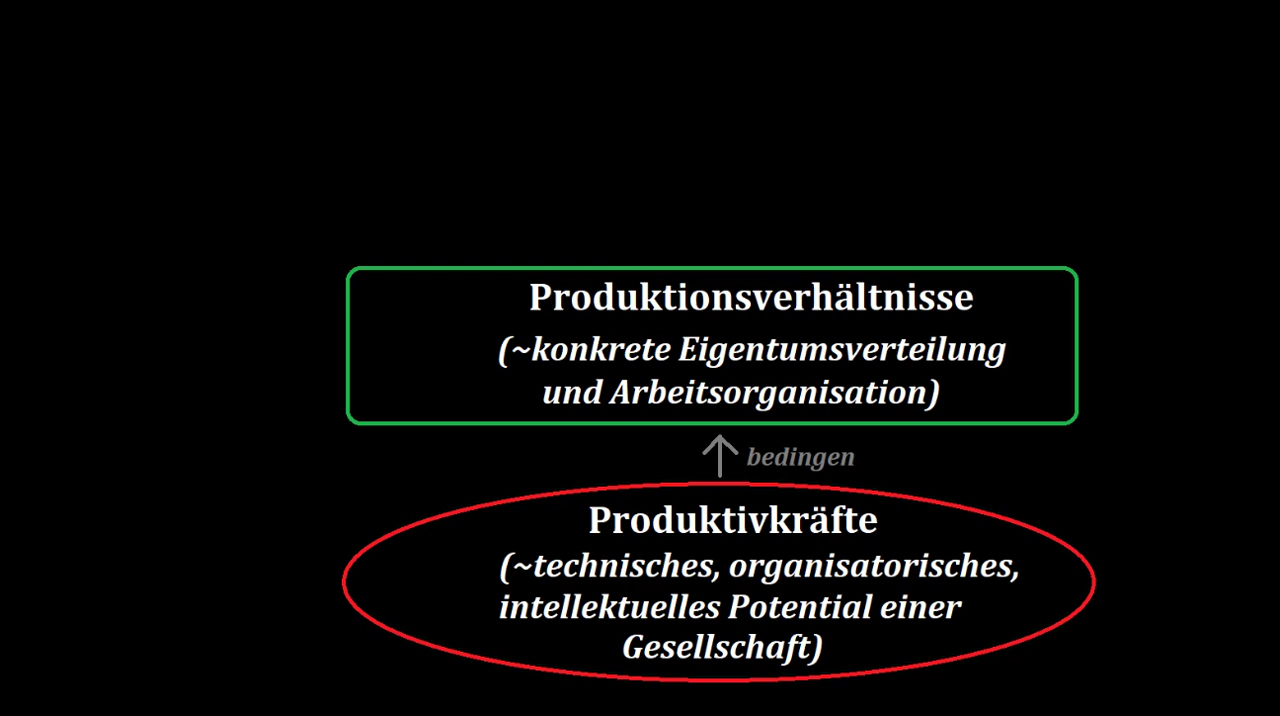 Produktionsverhältnisse
(~konkrete Eigentumsverteilung
und Arbeitsorganisation)
bedingen
Produktivkräfte
(~technisches, organisatorisches,
intellektuelles Potential einer
Gesellschaft)